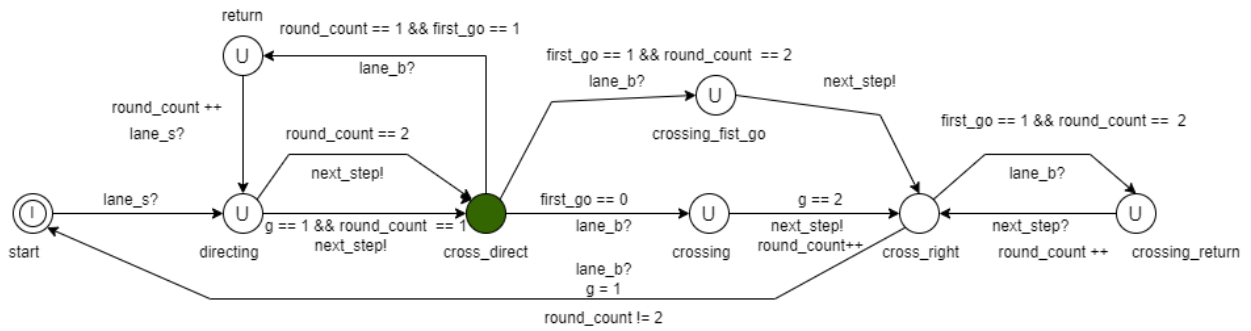 return
round_count == 1 && first_go == 1
U
lane_b?
first_go == 1 && round_count == 2
lane_b?
next_step!
U
round_count ++
lane_s?
round_count == 2
next_step!
crossing_fist_go
first_go == 1 && round_count == 2
lane_b?
lane_s?
first_go == 0
g == 2
I
U
g == 1 && round_count == 1
next_step!
lane_b?
U
next_step!
round_count++
next_step?
round_count ++
U
start
directing
cross_direct
crossing
cross_right
crossing_return
lane_b?
g = 1
round_count != 2